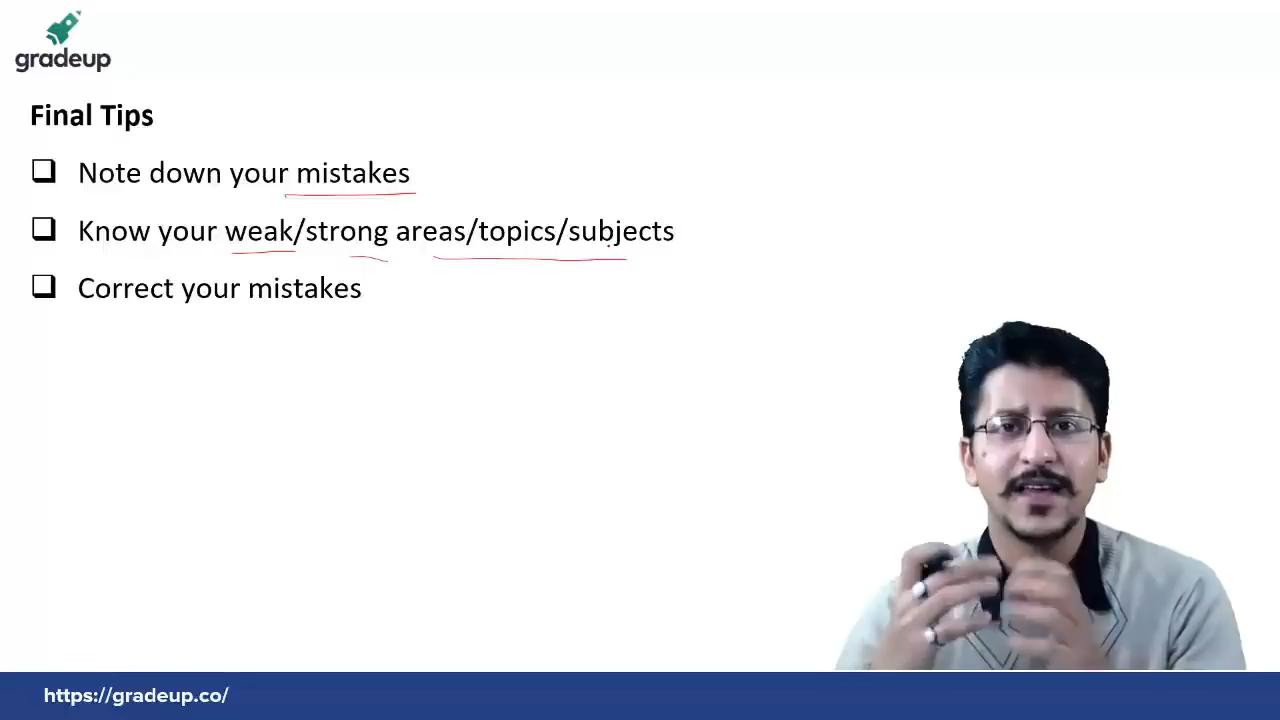 gradeup
Final Tips
Note down your mistakes
Know your weak/strong areas/topics/subjects
Correct your mistakes
https://gradeup.co/